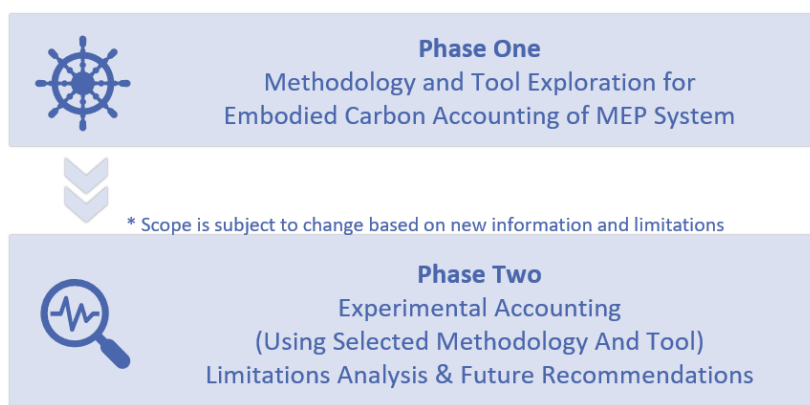 Phase One
Methodology and Tool Exploration for
Embodied Carbon Accounting of MEP System
* Scope is subject to change based on new information and limitations
Phase Two
Experimental Accounting
(Using Selected Methodology And Tool)
Limitations Analysis & Future Recommendations